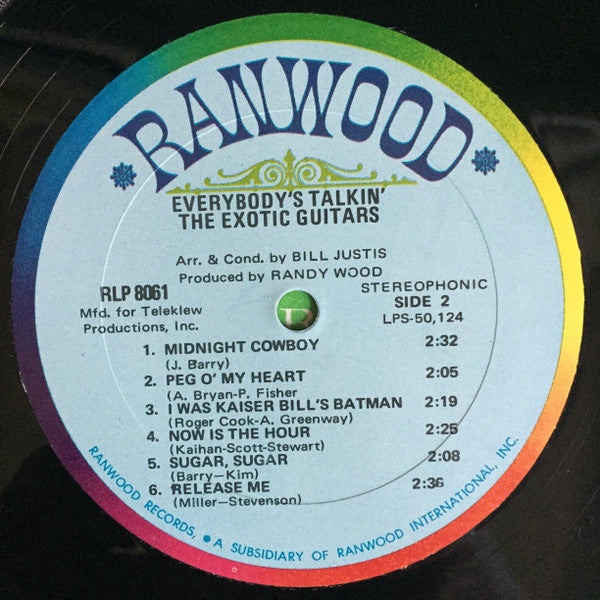 RANWOOD
EVERYBODY'S TALKIN'
THE EXOTIC GUITARS
Arr. & Cond. by BILL JUSTIS
Produced by RANDY WOOD
RLP 8061
Mfd. for Teleklew
Productions, Inc.
STEREOPHONIC
SIDE 2
LPS-50,124
1. MIDNIGHT COWBOY 2:32
(J. Barry)
2. PEG O' MY HEART 2:05
(A. Bryan-P. Fisher
3. I WAS KAISER BILL'S BATMAN 2:19
(Roger Cook-A. Greenway)
4. NOW IS THE HOUR 2:25
(Kaihan-Scott-Stewart)
5. SUGAR, SUGAR 2:08
(Barry-Kim)
6. RELEASE ME 2:36
(Miller-Stevenson)
RANWOOD RECORDS, • A SUBSIDIARY OF RANWOOD INTERNATIONAL, INC.